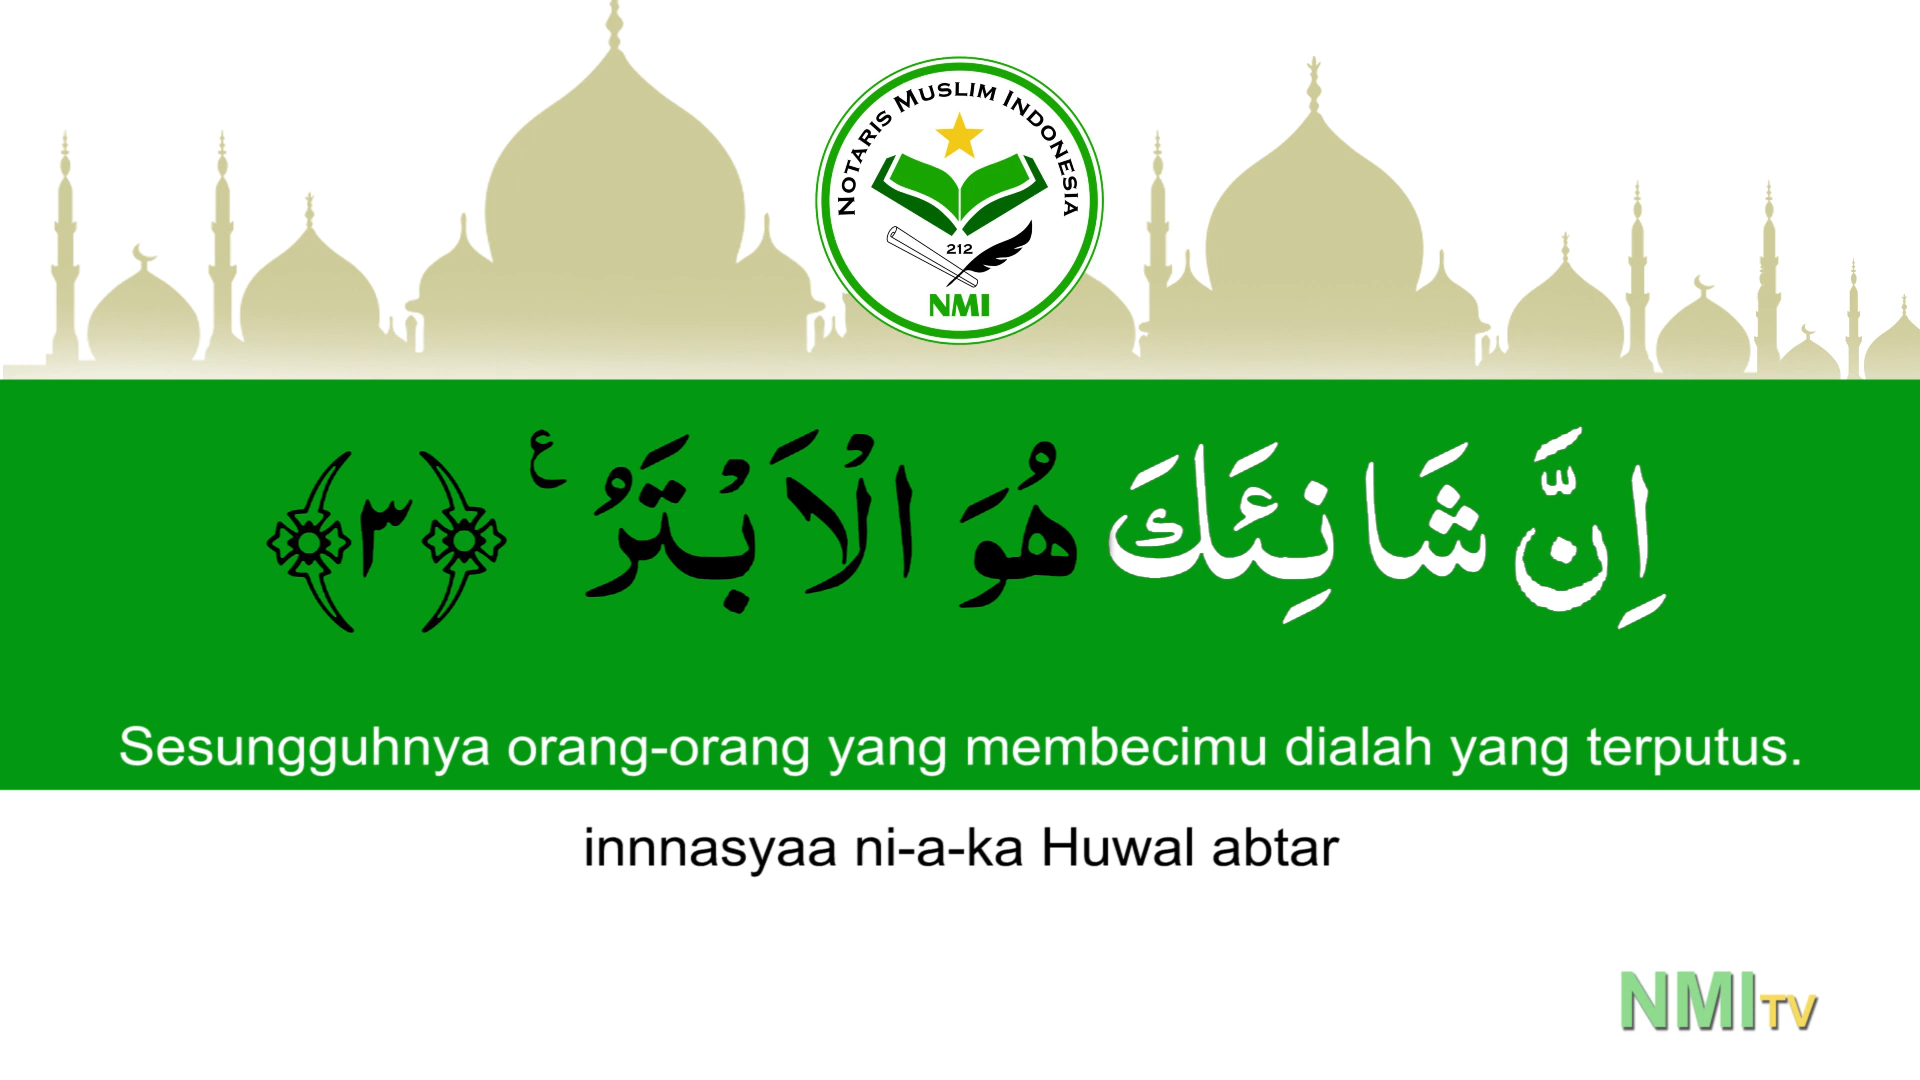 NOTARIS MUSLIM INDONESIA
212
NMI
اِنَّ شَانِئَكَ هُوَ الْاَبْتَرُ ࣖ ﴿٣﴾
Sesungguhnya orang-orang yang membecimu dialah yang terputus.
innnasyaa ni-a-ka Huwal abtar
NMI TV